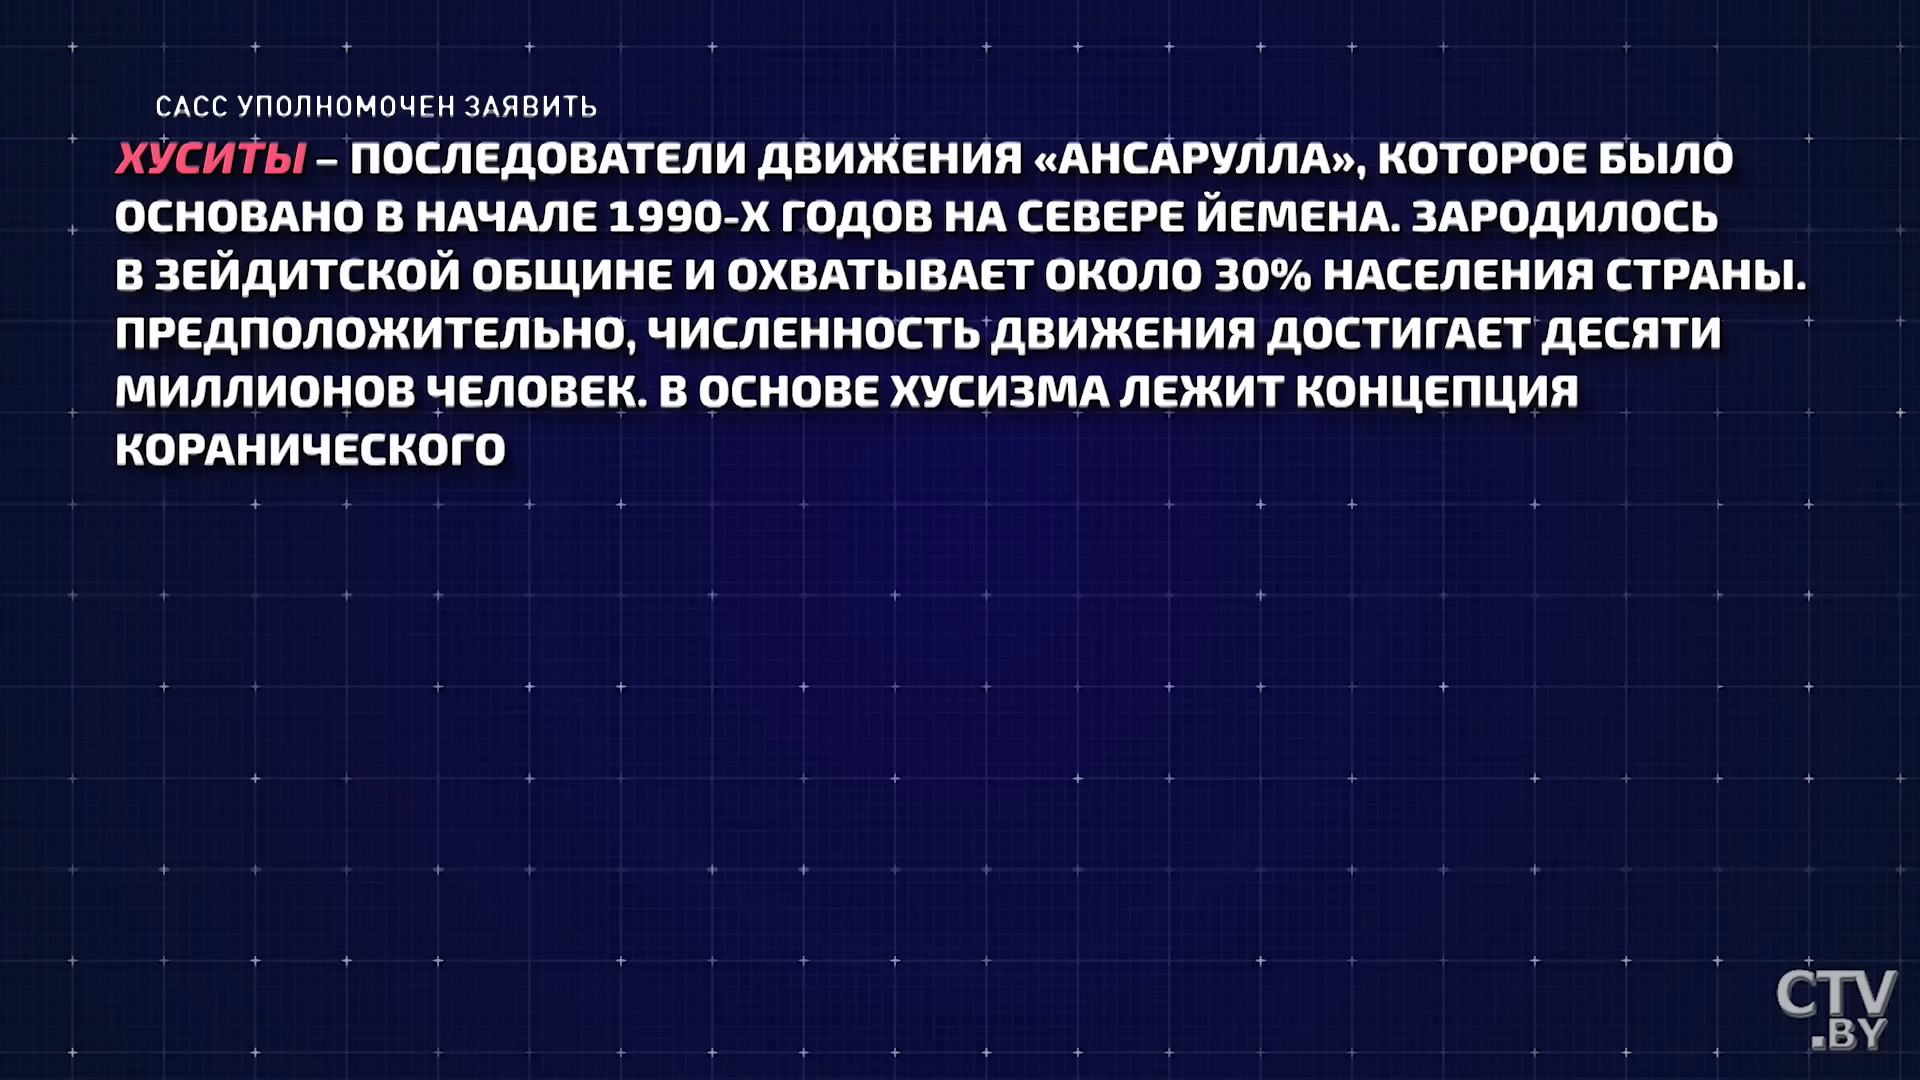 САСС УПОЛНОМОЧЕН ЗАЯВИТЬ
ХУСИТЫ – ПОСЛЕДОВАТЕЛИ ДВИЖЕНИЯ «АНСАРУЛЛА», КОТОРОЕ БЫЛО
ОСНОВАНО В НАЧАЛЕ 1990-Х ГОДОВ НА СЕВЕРЕ ЙЕМЕНА. ЗАРОДИЛОСЬ
В ЗЕЙДИТСКОЙ ОБЩИНЕ И ОХВАТЫВАЕТ ОКОЛО 30% НАСЕЛЕНИЯ СТРАНЫ.
ПРЕДПОЛОЖИТЕЛЬНО, ЧИСЛЕННОСТЬ ДВИЖЕНИЯ ДОСТИГАЕТ ДЕСЯТИ
МИЛЛИОНОВ ЧЕЛОВЕК. В ОСНОВЕ ХУСИЗМА ЛЕЖИТ КОНЦЕПЦИЯ
КОРАНИЧЕСКОГО
CTV
.BY